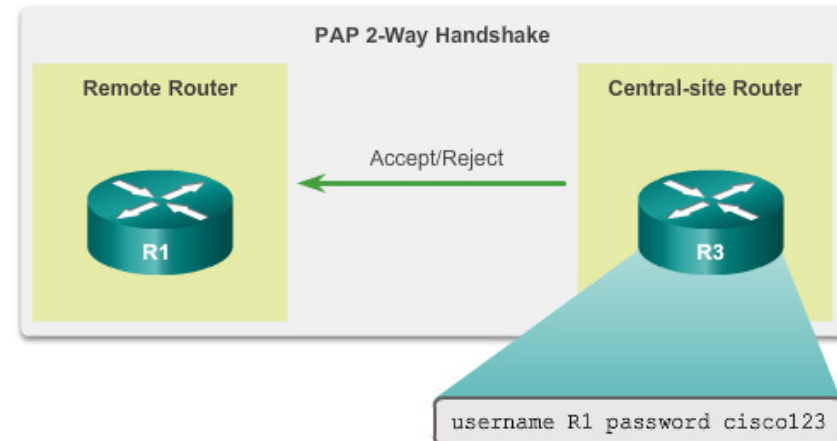 PAP 2-Way Handshake
Remote Router
Central-site Router
Accept/Reject
R1
R3
username R1 password cisco123